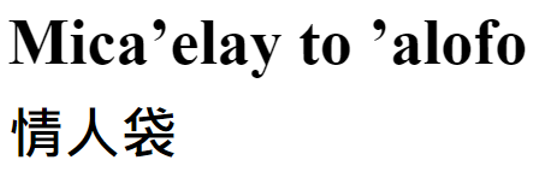 Mica’elay to ’alofo
情人袋